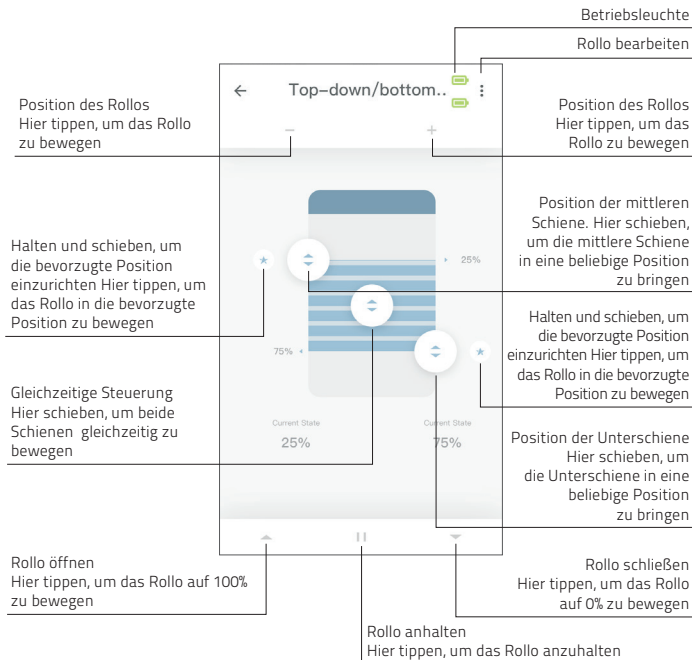 Betriebsleuchte
Rollo bearbeiten
Top-down/bottom..
Position des Rollos
Hier tippen, um das Rollo
zu bewegen
Position des Rollos
Hier tippen, um das
Rollo zu bewegen
Position der mittleren
Schiene. Hier schieben,
um die mittlere Schiene
in eine beliebige Position
zu bringen
Halten und schieben, um
die bevorzugte Position
einzurichten Hier tippen, um
das Rollo in die bevorzugte
Position zu bewegen
25%
Halten und schieben, um
die bevorzugte Position
einzurichten Hier tippen, um
das Rollo in die bevorzugte
Position zu bewegen
75%
Gleichzeitige Steuerung
Hier schieben, um beide
Schienen gleichzeitig zu
bewegen
Current State
25%
Current State
75%
Position der Unterschiene
Hier schieben, um
die Unterschiene in eine
beliebige Position
zu bringen
Rollo öffnen
Hier tippen, um das Rollo auf 100%
zu bewegen
Rollo schließen
Hier tippen, um das Rollo
auf 0% zu bewegen
Rollo anhalten
Hier tippen, um das Rollo anzuhalten